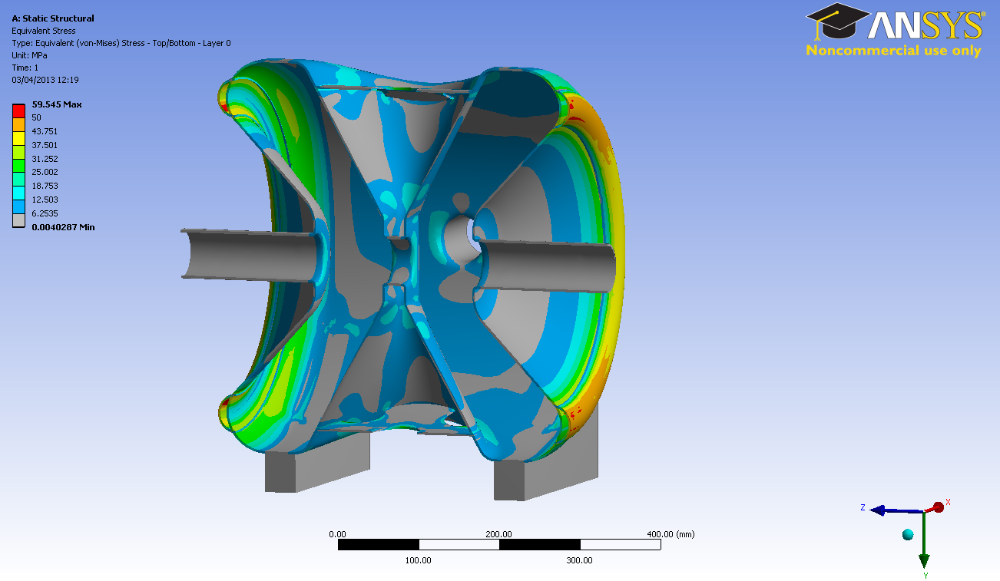 A: Static Structural
Equivalent Stress
Type: Equivalent (von-Mises) Stress - Top/Bottom - Layer 0
Unit: MPa
Time: 1
03/04/2013 12:19
59.545 Max
50
43.751
37.501
31.252
25.002
18.753
12.503
6.2535
0.0040287 Min
ANSYS®
Noncommercial use only
0.00 200.00 400.00 (mm)
100.00 300.00
Z X
Y